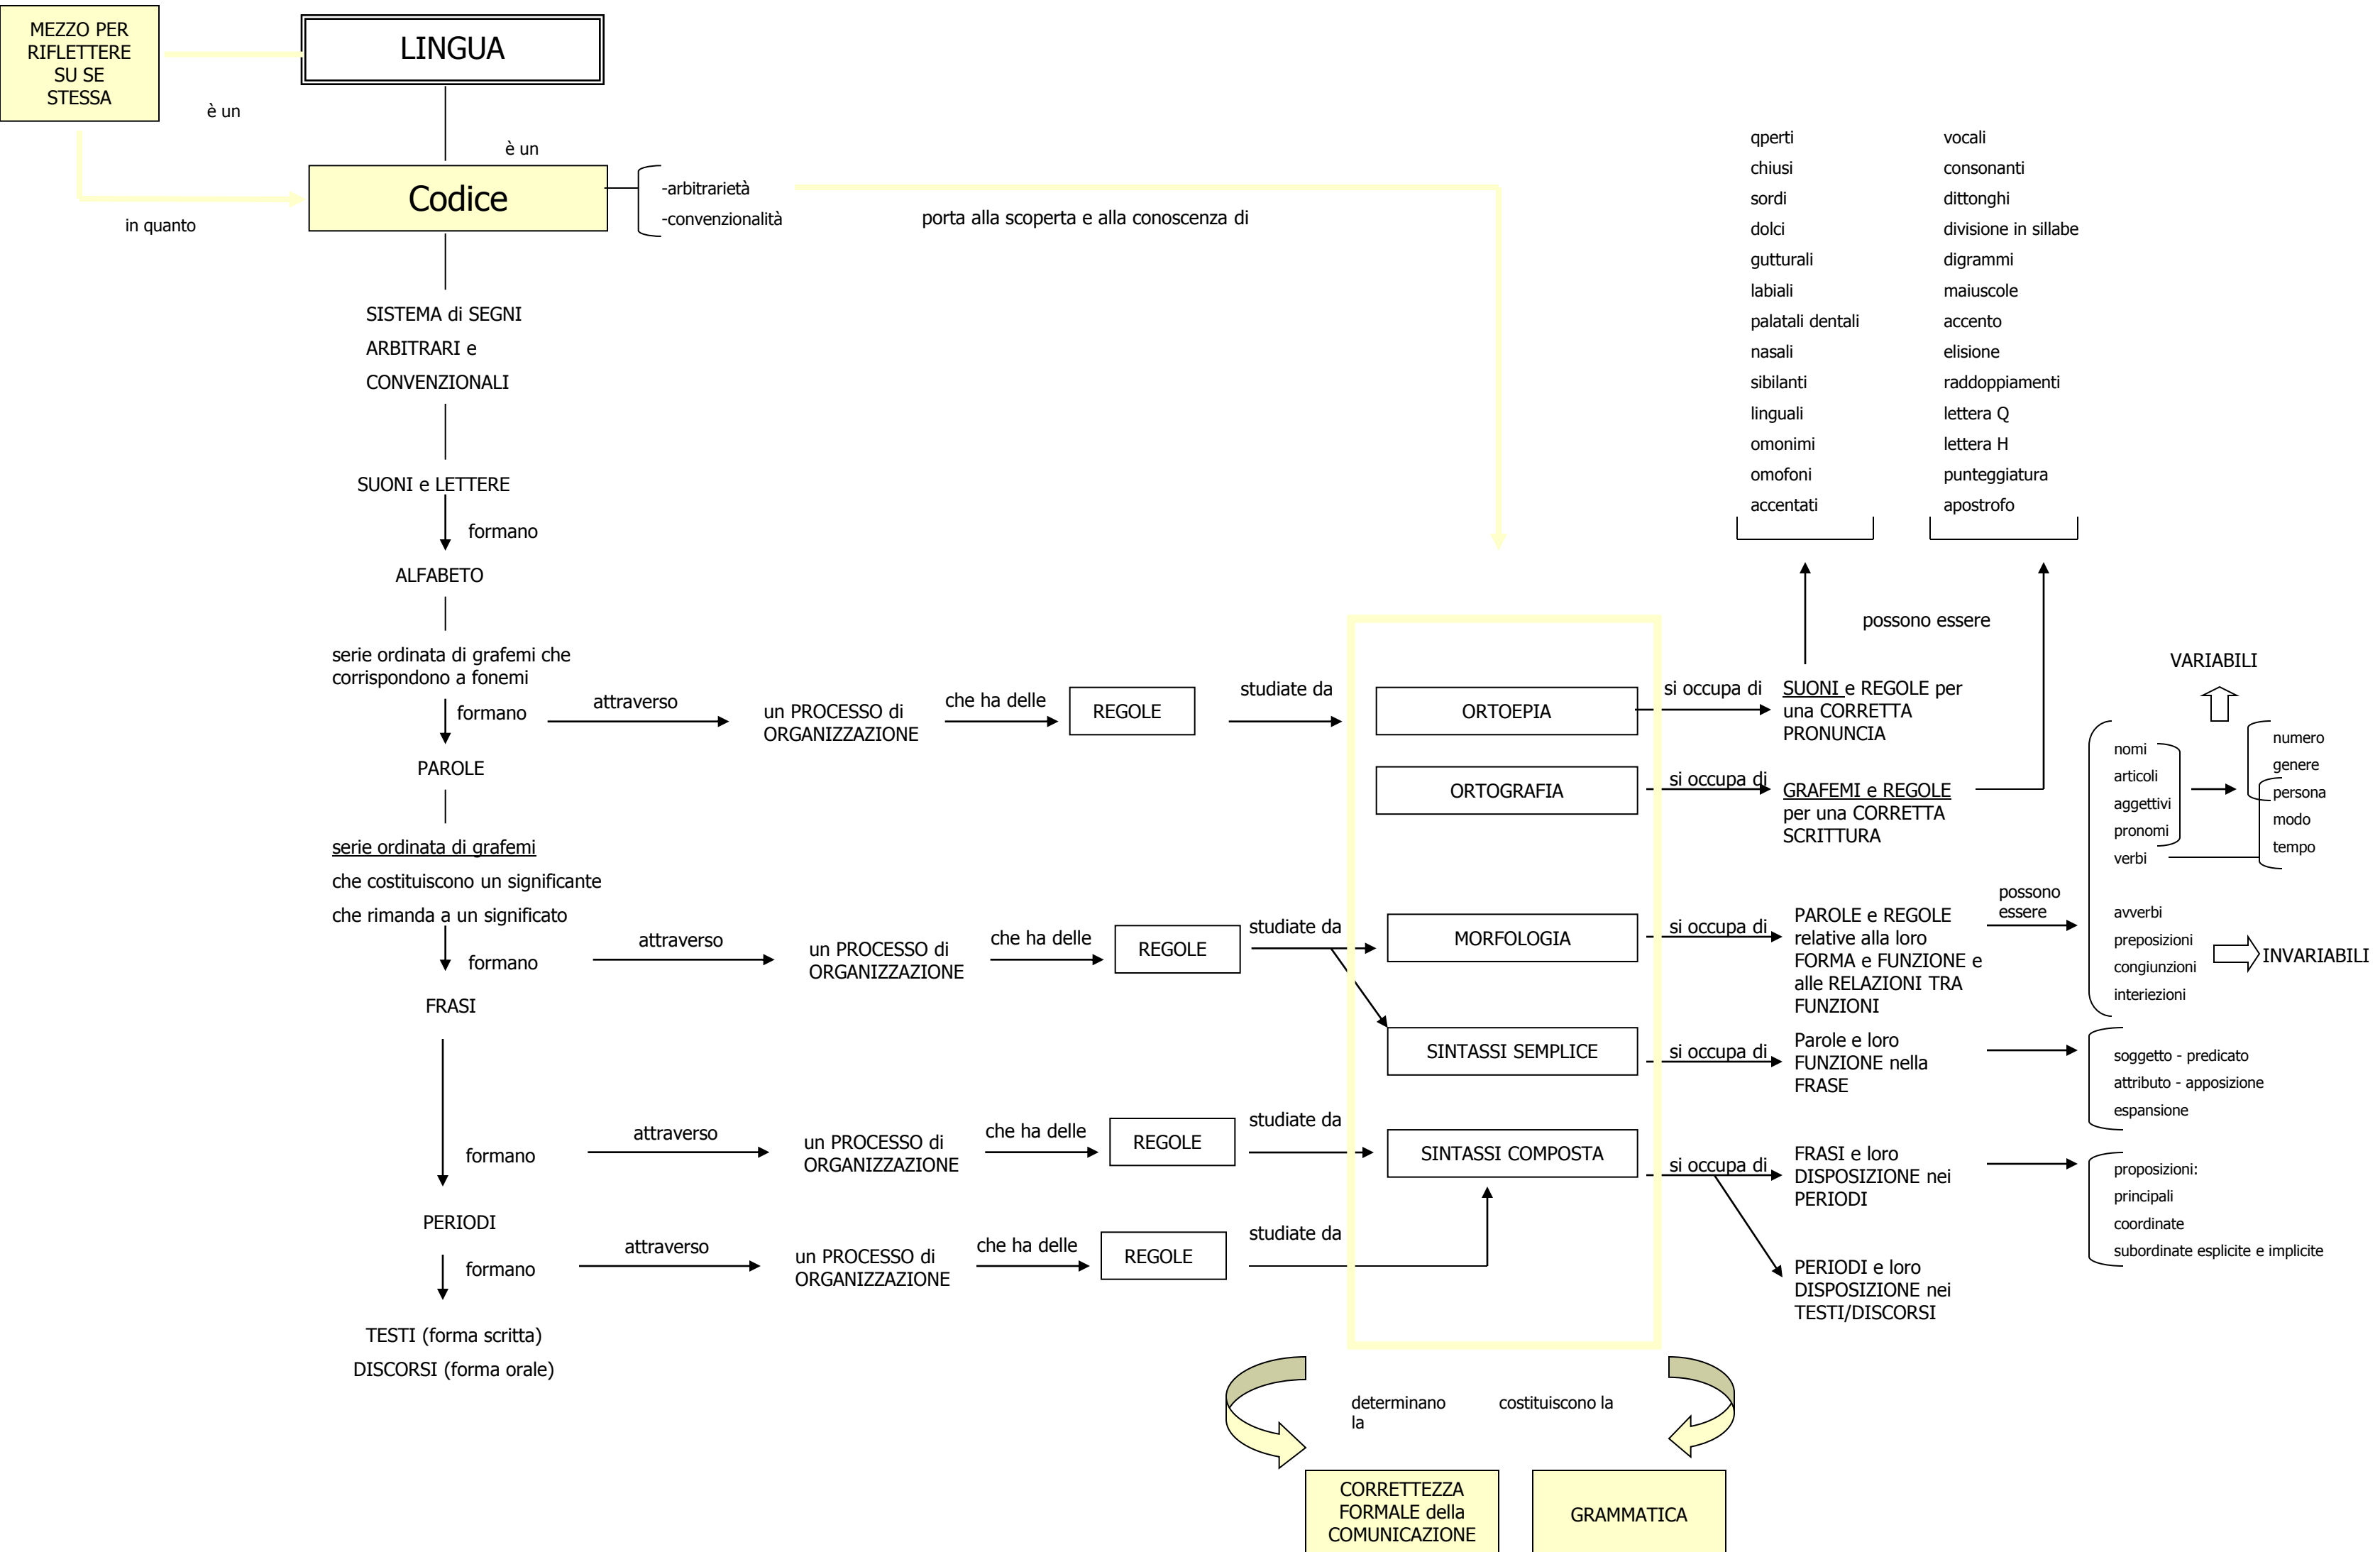 MEZZO PER
RIFLETTERE
SU SE
STESSA
LINGUA
è un
è un
Codice
in quanto
-arbitrarietà
-convenzionalità
porta alla scoperta e alla conoscenza di
SISTEMA di SEGNI
ARBITRARI e
CONVENZIONALI
SUONI e LETTERE
formano
ALFABETO
serie ordinata di grafemi che
corrispondono a fonemi
formano
attraverso
un PROCESSO di
ORGANIZZAZIONE
che ha delle
REGOLE
studiate da
PAROLE
serie ordinata di grafemi
che costituiscono un significante
che rimanda a un significato
formano
attraverso
un PROCESSO di
ORGANIZZAZIONE
che ha delle
REGOLE
studiate da
FRASI
formano
attraverso
un PROCESSO di
ORGANIZZAZIONE
che ha delle
REGOLE
studiate da
PERIODI
formano
attraverso
un PROCESSO di
ORGANIZZAZIONE
che ha delle
REGOLE
studiate da
TESTI (forma scritta)
DISCORSI (forma orale)
ORTOEPIA
si occupa di
SUONI e REGOLE per
una CORRETTA
PRONUNCIA
ORTOGRAFIA
si occupa di
GRAFEMI e REGOLE
per una CORRETTA
SCRITTURA
possono essere
qperti
chiusi
sordi
dolci
gutturali
labiali
palatali dentali
nasali
sibilanti
linguali
omonimi
omofoni
accentati
vocali
consonanti
dittonghi
divisione in sillabe
digrammi
maiuscole
accento
elisione
raddoppiamenti
lettera Q
lettera H
punteggiatura
apostrofo
MORFOLOGIA
si occupa di
PAROLE e REGOLE
relative alla loro
FORMA e FUNZIONE e
alle RELAZIONI TRA
FUNZIONI
possono
essere
VARIABILI
nomi
articoli
aggettivi
pronomi
verbi
numero
genere
persona
modo
tempo
avverbi
preposizioni
congiunzioni
interiezioni
INVARIABILI
SINTASSI SEMPLICE
si occupa di
Parole e loro
FUNZIONE nella
FRASE
soggetto - predicato
attributo - apposizione
espansione
SINTASSI COMPOSTA
si occupa di
FRASI e loro
DISPOSIZIONE nei
PERIODI
proposizioni:
principali
coordinate
subordinate esplicite e implicite
PERIODI e loro
DISPOSIZIONE nei
TESTI/DISCORSI
determinano
la
costituiscono la
CORRETTEZZA
FORMALE della
COMUNICAZIONE
GRAMMATICA